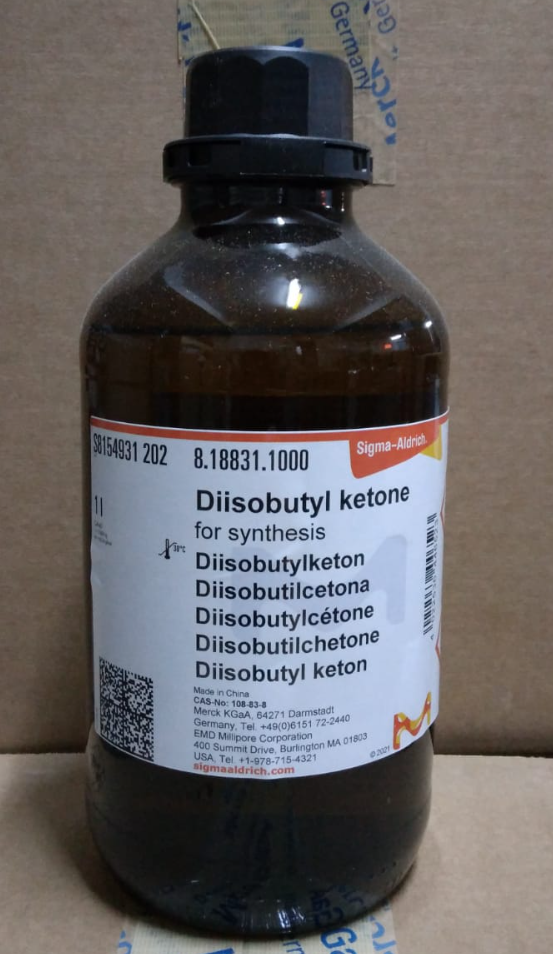 Germany
S8154931 202
8.18831.1000
Sigma-Aldrich.
1 l
30°C
Diisobutyl ketone
for synthesis
Diisobutylketon
Diisobutilcetona
Diisobutylcétone
Diisobutilchetone
Diisobutyl keton
Made in China
CAS-No: 108-83-8
Merck KGaA, 64271 Darmstadt
Germany, Tel. +49(0)6151 72-2440
EMD Millipore Corporation
400 Summit Drive, Burlington MA 01803
USA, Tel. +1-978-715-4321
sigmaaldrich.com
© 2021
M